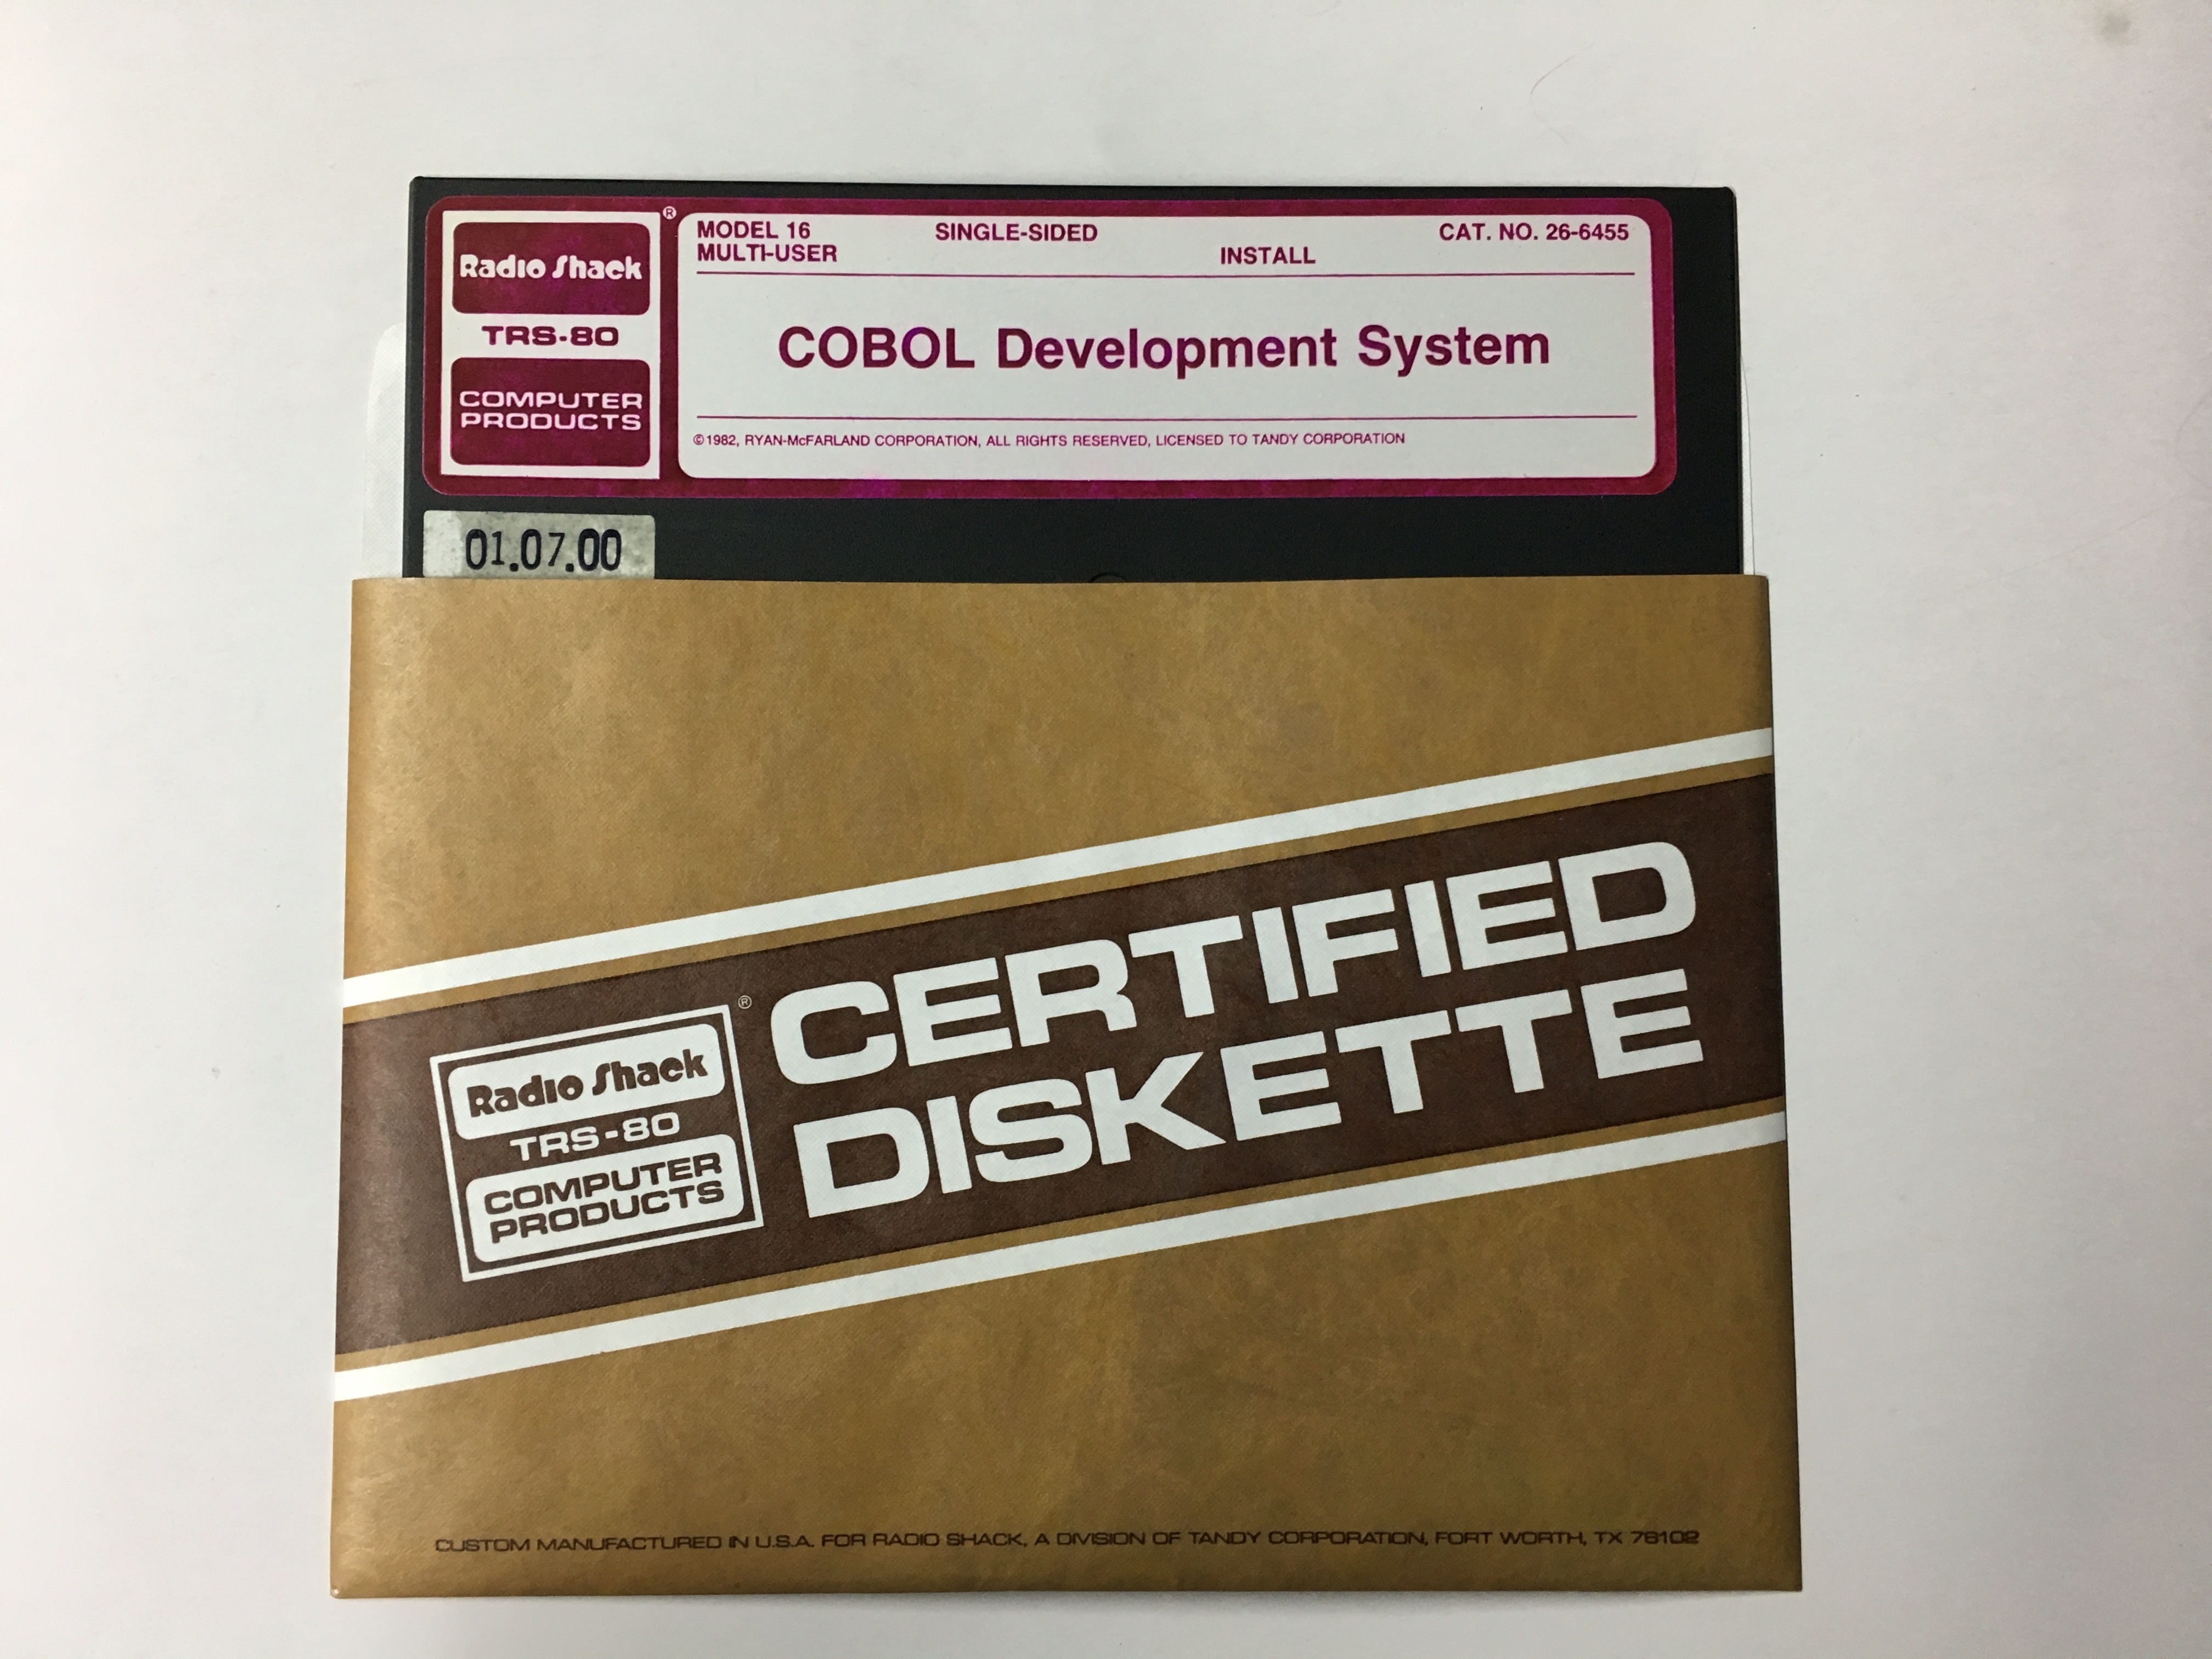 Radio Shack
®
TRS-80
COMPUTER
PRODUCTS
MODEL 16 SINGLE-SIDED CAT. NO. 26-6455
MULTI-USER INSTALL
COBOL Development System
©1982, RYAN-McFARLAND CORPORATION, ALL RIGHTS RESERVED, LICENSED TO TANDY CORPORATION
01.07.00
Radio Shack
®
TRS-80
COMPUTER
PRODUCTS
CERTIFIED
DISKETTE
CUSTOM MANUFACTURED IN U.S.A. FOR RADIO SHACK, A DIVISION OF TANDY CORPORATION, FORT WORTH, TX 76102